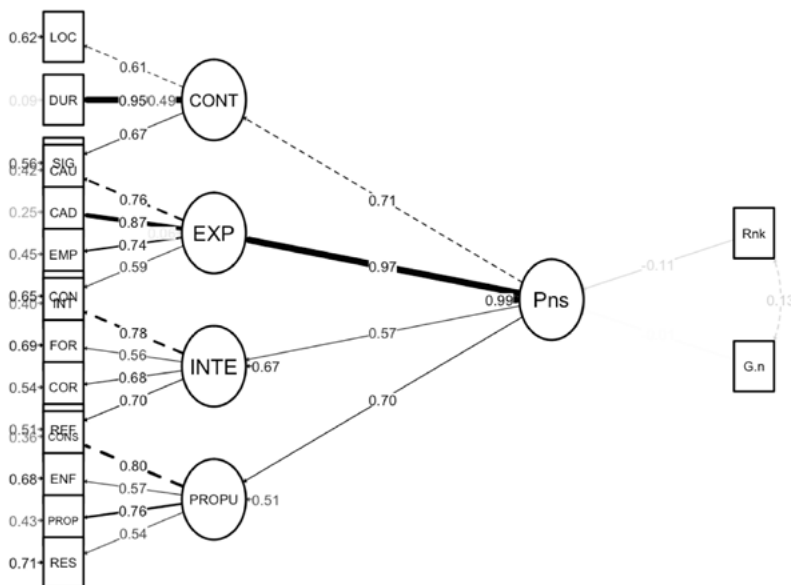 0.62 LOC
0.61
0.09 DUR 0.95 0.49 CONT
0.67
0.56 SIG
0.42 CAU
0.76
0.71
0.25 CAD 0.87
EXP
Rnk
0.45 EMP 0.74
0.59
0.97
-0.11
0.65 CON
0.40 INT
0.99 Pns
0.13
0.78
0.57
0.69 FOR 0.56
INTE 0.67
G.n
0.54 COR 0.68
0.70
0.70
0.51 REF
0.36 CONS
0.80
0.68 ENF 0.57
PROPU 0.51
0.43 PROP 0.76
0.54
0.71 RES